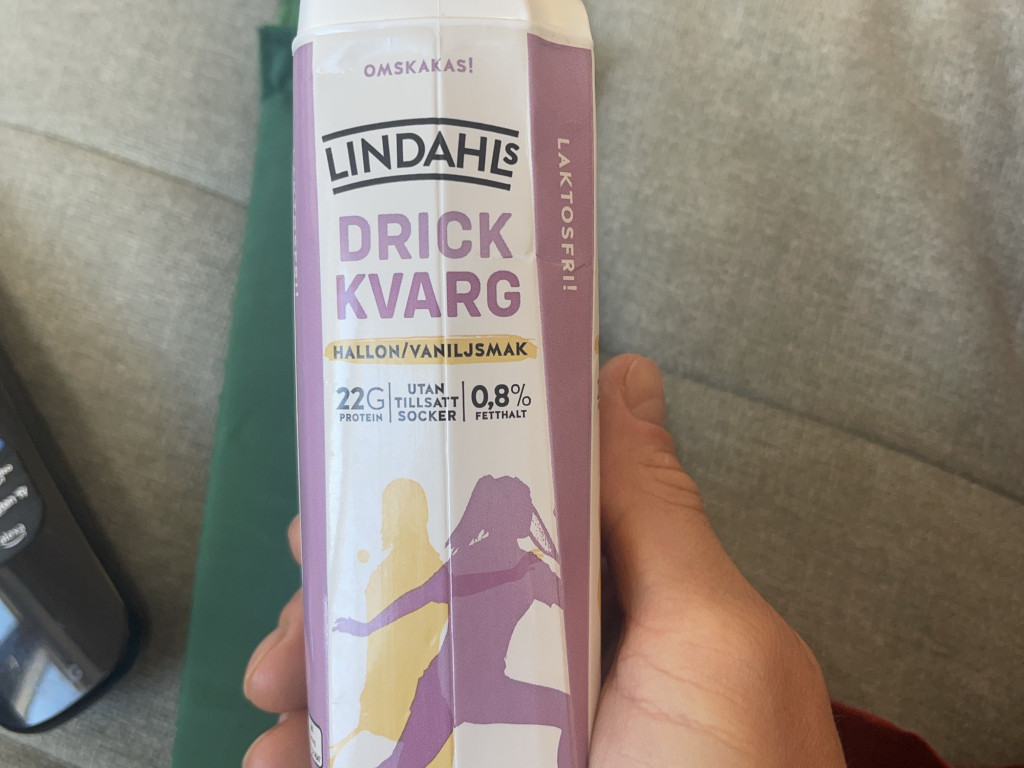 OMSKAKAS!
LINDAHLS
DRICK
KVARG
HALLON/VANILJSMAK
22G
PROTEIN
UTAN
TILLSATT
SOCKER
0,8%
FETTHALT
LAKTOSFRI!